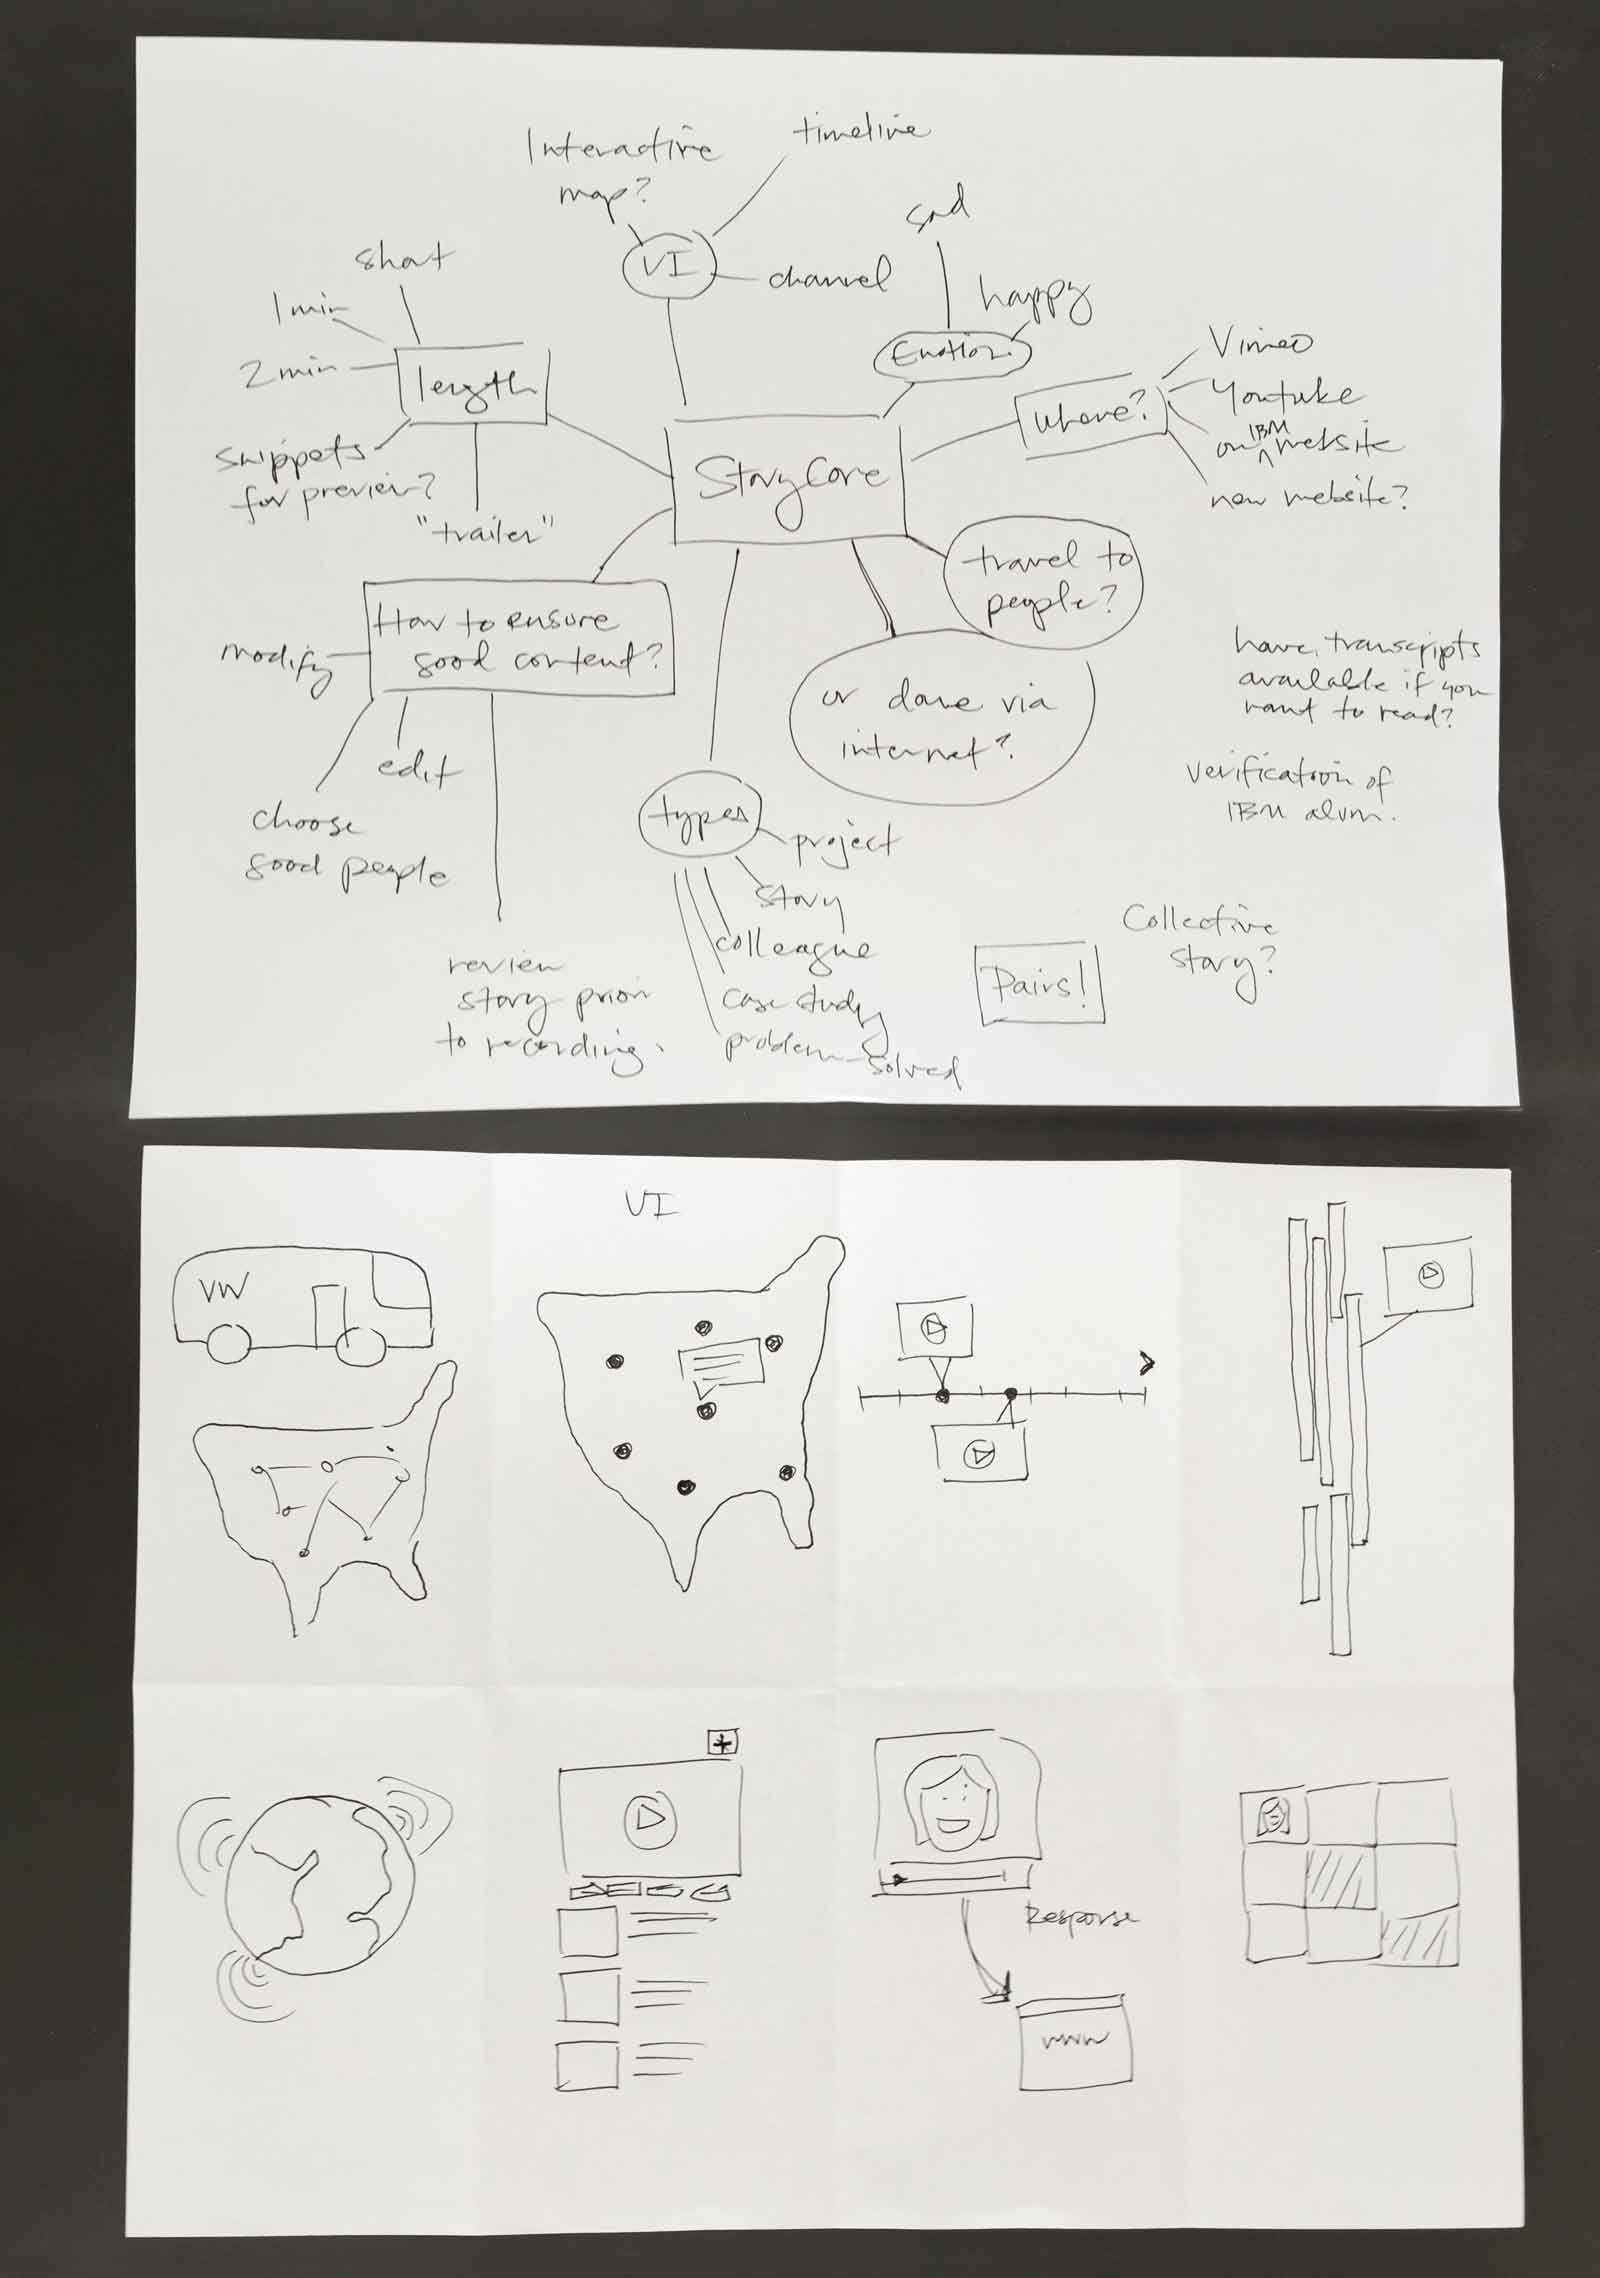 Interactive
map?
timeline
UI
channel
sad
happy
Emotion
short
1 min
2 min
length
snippets
for preview?
"trailer"
Vimeo
Youtube
where?
on IBM website
new website?
StoryCore
travel to
people?
How to ensure
good content?
modify
edit
choose
good people
review
story prior
to recording.
or done via
internet?
have transcripts
available if you
want to read?
verification of
IBM alum.
types
project
story
colleague
case study
problem-solved
Pairs!
Collective
story?
UI
VW
Response
www